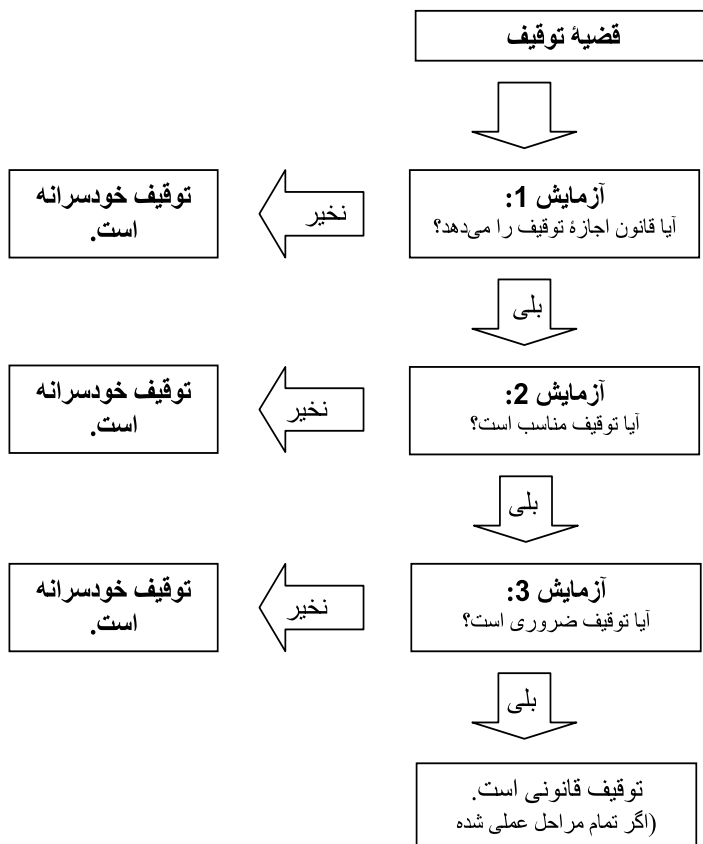 قضیۀ توقیف
آزمایش 1:
آیا قانون اجازۀ توقیف را می‌دهد؟
نخیر
توقیف خودسرانه
است.
بلی
آزمایش 2:
آیا توقیف مناسب است؟
نخیر
توقیف خودسرانه
است.
بلی
آزمایش 3:
آیا توقیف ضروری است؟
نخیر
توقیف خودسرانه
است.
بلی
توقیف قانونی است.
(اگر تمام مراحل عملی شده